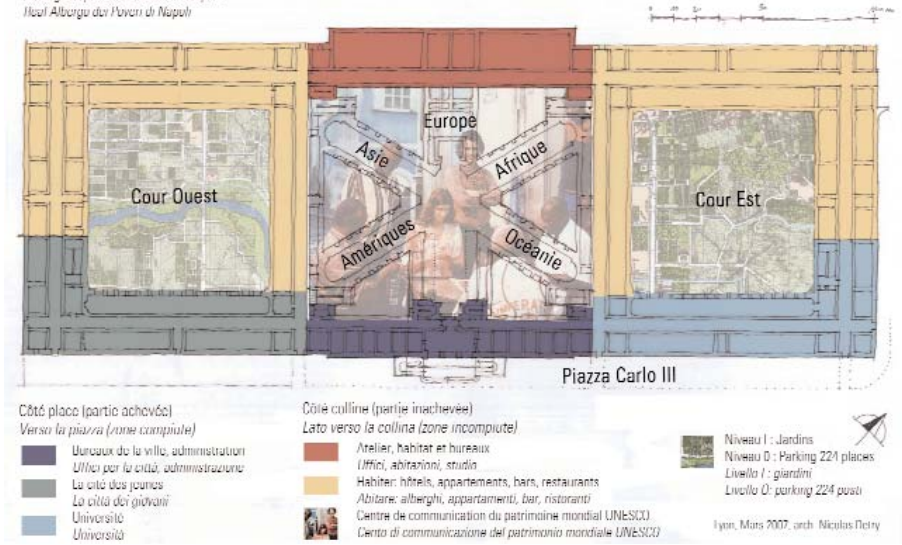 Real Albergo dei Poveri di Napoli
Europe
Asie
Afrique
Cour Ouest
Cour Est
Amériques
Océanie
Piazza Carlo III
Côté place (partie achevée)
Verso la piazza (zone compiute)
Bureaux de la ville, administration
Uffici per la città, administrazione
La cité des jeunes
La città dei giovani
Université
Università
Côté colline (partie inachevée)
Lato verso la collina (zone incompiute)
Atelier, habitat et bureaux
Uffici, abitazioni, studio
Habiter: hôtels, appartements, bars, restaurants
Abitare: alberghi, appartamenti, bar, ristoranti
Centre de communication du patrimoine mondial UNESCO
Cento di communicazione del patrimonio mondiale UNESCO
Niveau I : Jardins
Niveau 0 : Parking 224 places
Livello I : giardini
Livello O: parking 224 posti
Lyon, Mars 2007, arch. Nicolas Detry